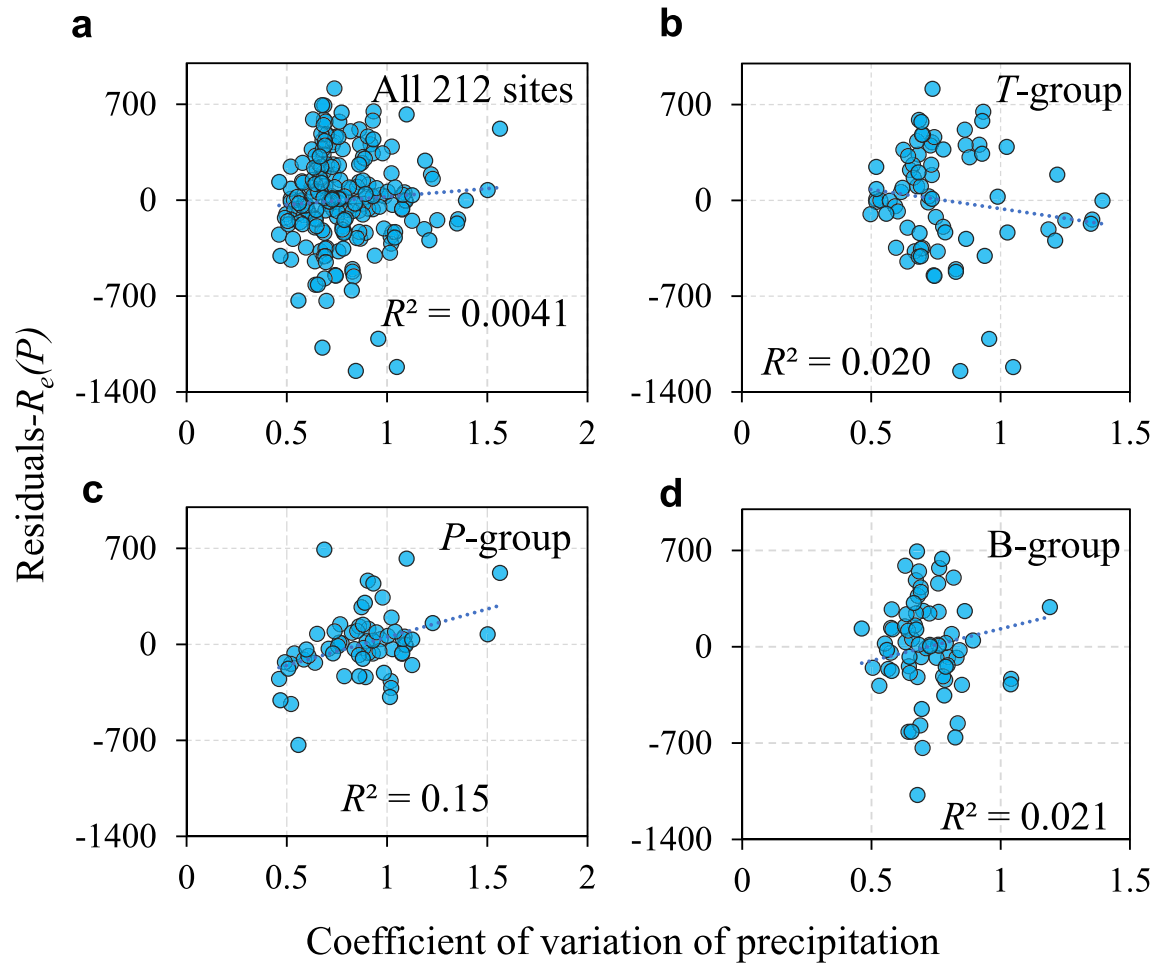 a
All 212 sites
700
0
-700
-1400
R² = 0.0041
0
0.5
1
1.5
2
b
T-group
700
0
-700
-1400
R² = 0.020
0
0.5
1
1.5
Residuals-Re(P)
c
P-group
700
0
-700
-1400
R² = 0.15
0
0.5
1
1.5
2
d
B-group
700
0
-700
-1400
R² = 0.021
0
0.5
1
1.5
Coefficient of variation of precipitation